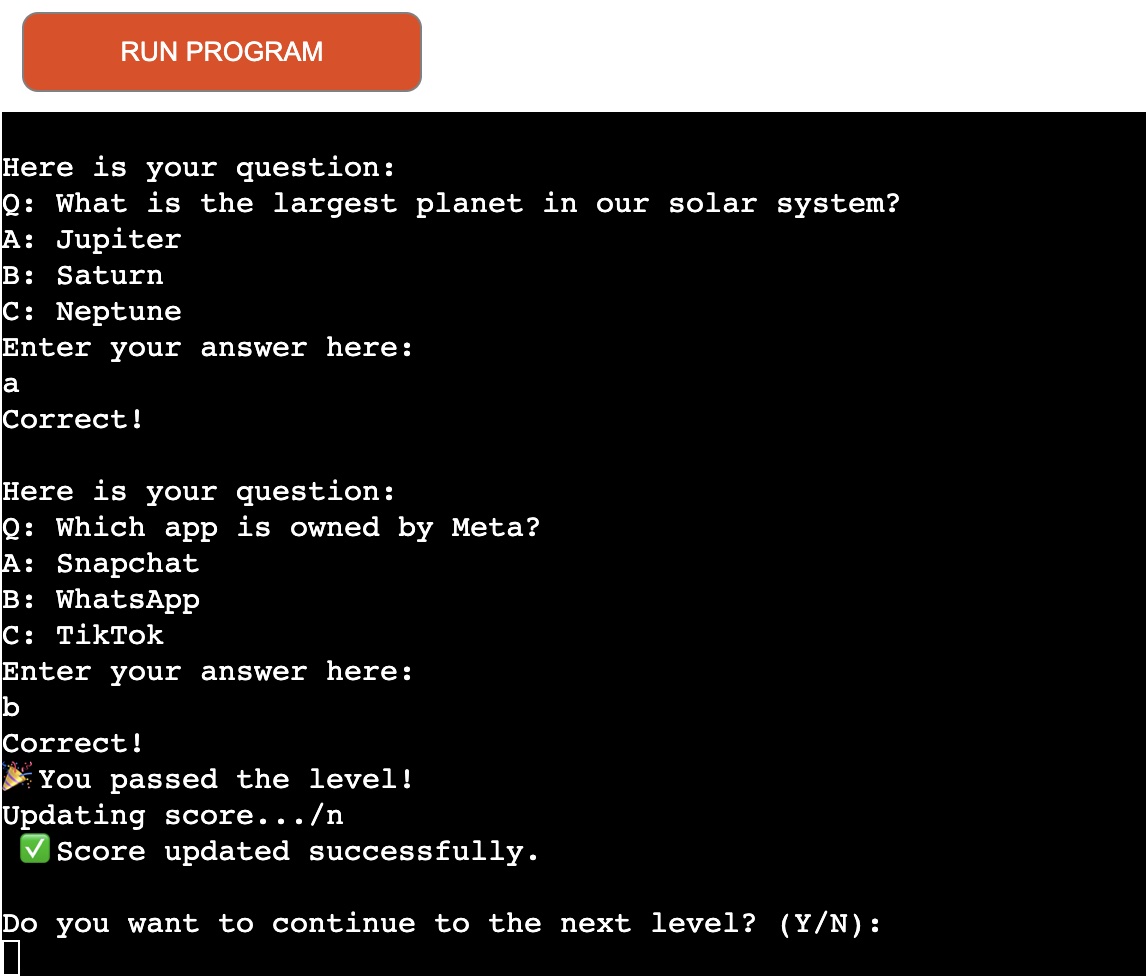 RUN PROGRAM
Here is your question:
Q: What is the largest planet in our solar system?
A: Jupiter
B: Saturn
C: Neptune
Enter your answer here:
a
Correct!
Here is your question:
Q: Which app is owned by Meta?
A: Snapchat
B: WhatsApp
C: TikTok
Enter your answer here:
b
Correct!
🎉You passed the level!
Updating score.../n
✅Score updated successfully.
Do you want to continue to the next level? (Y/N):